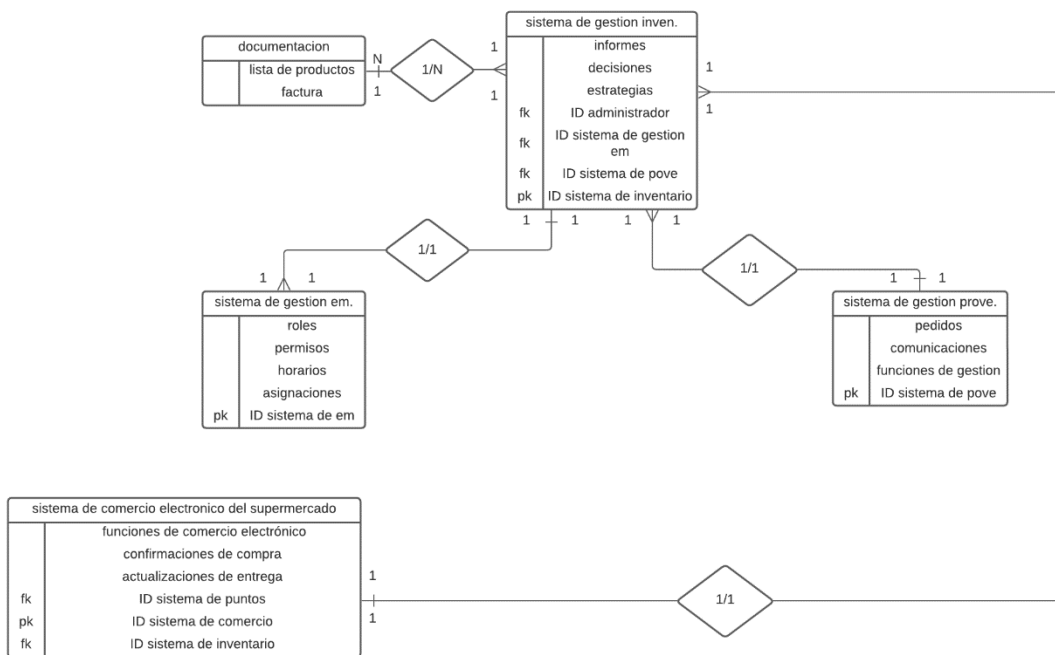 sistema de gestion inven.
informes
decisiones
estrategias
fk ID administrador
fk ID sistema de gestion
em
fk ID sistema de pove
pk ID sistema de inventario
documentacion
lista de productos
factura
N
1
1/N
1
1
1
1
1 1
1 1
1/1
1/1
1 1
1 1
sistema de gestion em.
roles
permisos
horarios
asignaciones
pk ID sistema de em
sistema de gestion prove.
pedidos
comunicaciones
funciones de gestion
pk ID sistema de pove
sistema de comercio electronico del supermercado
funciones de comercio electrónico
confirmaciones de compra
actualizaciones de entrega
fk ID sistema de puntos
pk ID sistema de comercio
fk ID sistema de inventario
1
1
1/1